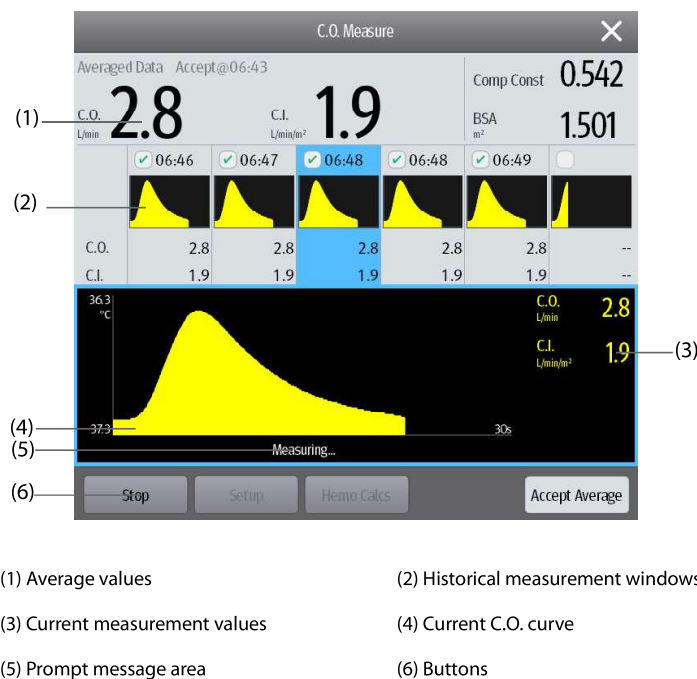 C.O. Measure
Averaged Data Accept@06:43
Comp Const 0.542
(1) C.O. L/min 2.8 C.I. L/min/m² 1.9
BSA m² 1.501
06:46 06:47 06:48 06:48 06:49
(2)
C.O. 2.8 2.8 2.8 2.8 2.8 --
C.I. 1.9 1.9 1.9 1.9 1.9 --
36.3 °C
C.O. L/min 2.8
C.I. L/min/m² 1.9 (3)
(4) 37.3 30s
(5) Measuring...
(6) Stop Setup Hemo Calcs Accept Average
(1) Average values (2) Historical measurement windows
(3) Current measurement values (4) Current C.O. curve
(5) Prompt message area (6) Buttons